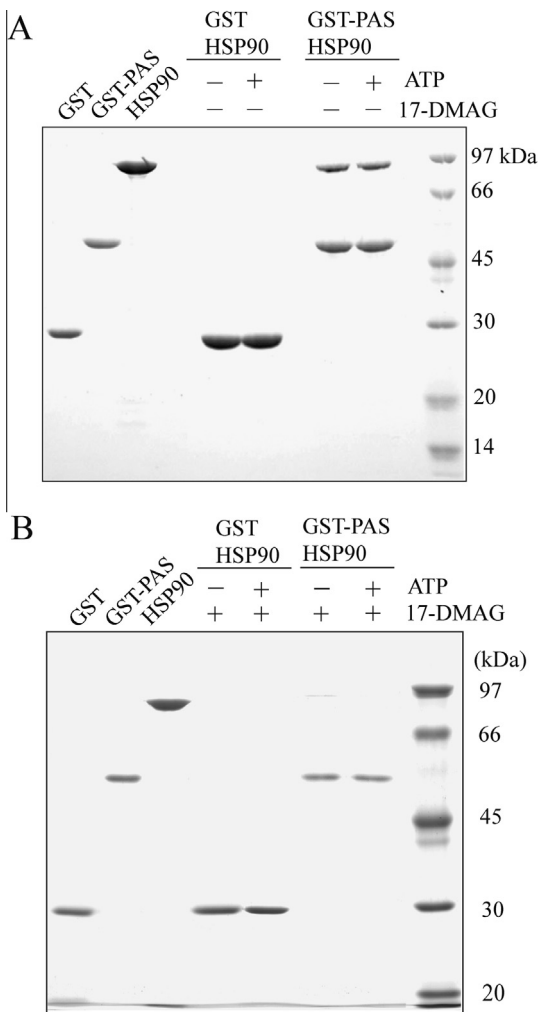 A
GST
GST-PAS
HSP90
GST
HSP90
GST-PAS
HSP90
− + − + ATP
− − − − 17-DMAG
97 kDa
66
45
30
20
14
B
GST
GST-PAS
HSP90
GST
HSP90
GST-PAS
HSP90
− + − + ATP
+ + + + 17-DMAG
(kDa)
97
66
45
30
20